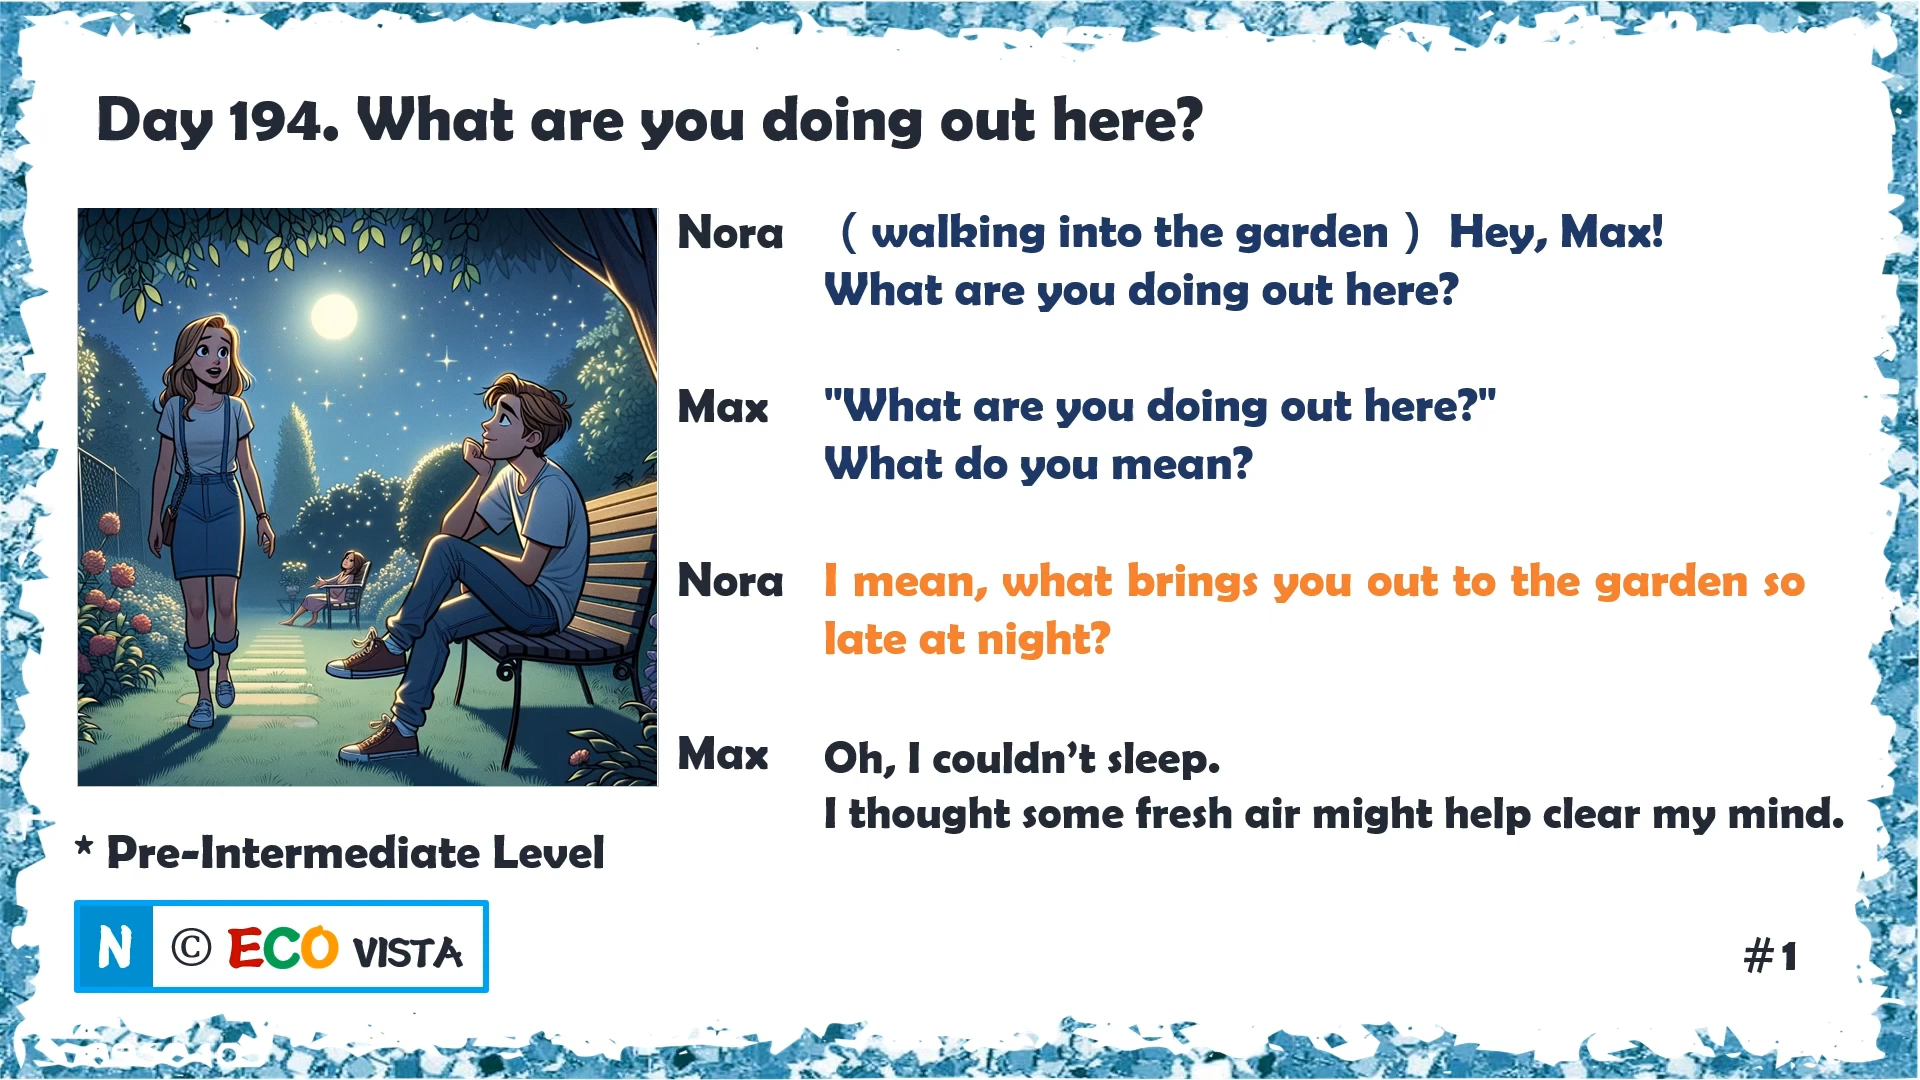 Day 194. What are you doing out here?
Nora ( walking into the garden ) Hey, Max!
What are you doing out here?
Max "What are you doing out here?"
What do you mean?
Nora I mean, what brings you out to the garden so
late at night?
Max Oh, I couldn’t sleep.
I thought some fresh air might help clear my mind.
* Pre-Intermediate Level
N © ECO VISTA
#1